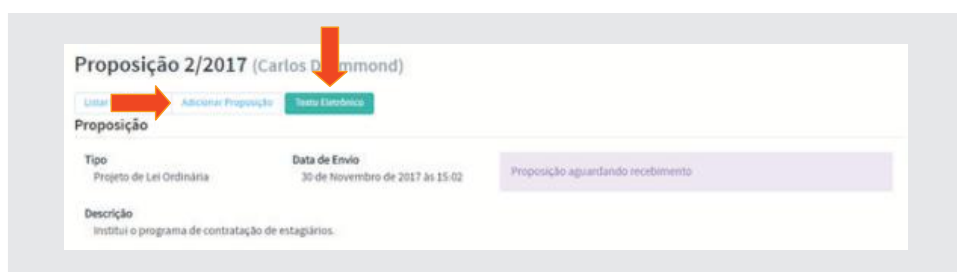 Proposição 2/2017 (Carlos D mmond)
Listar Adicionar Proposição Texto Eletrônico
Proposição
Tipo Data de Envio
Projeto de Lei Ordinária 30 de Novembro de 2017 às 15:02 Proposição aguardando recebimento
Descrição
Institui o programa de contratação de estagiários.